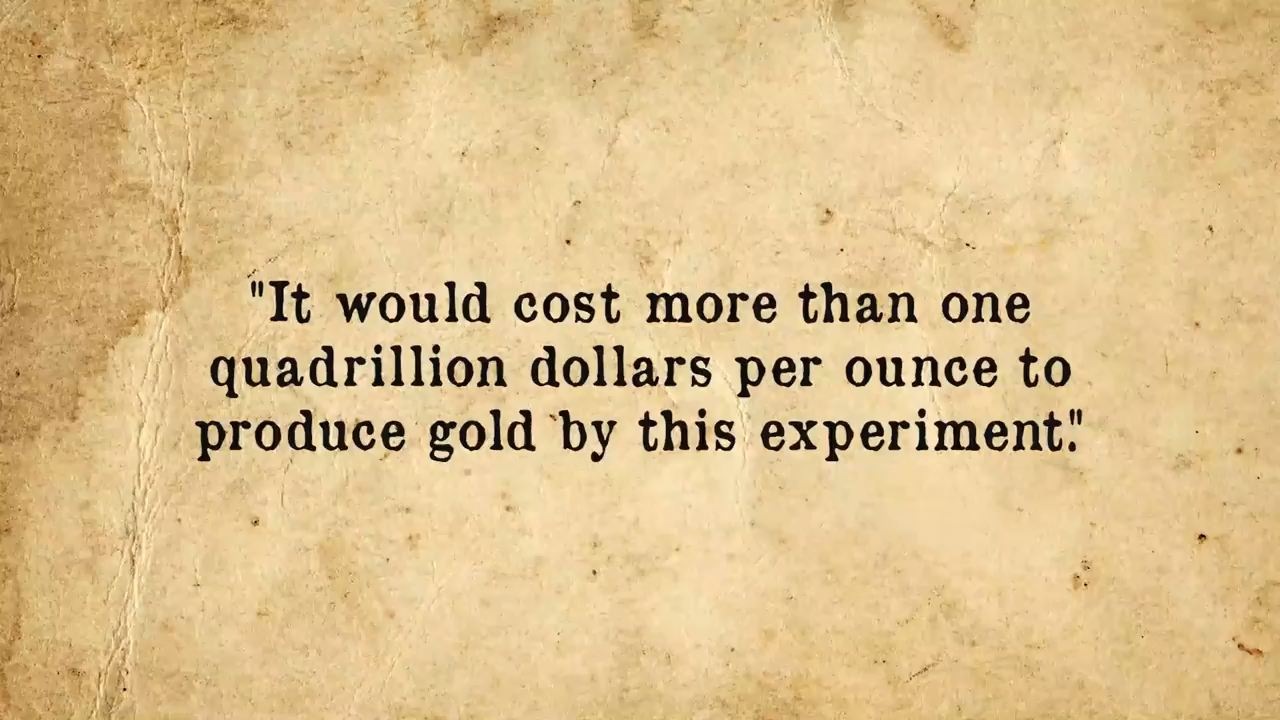 "It would cost more than one
quadrillion dollars per ounce to
produce gold by this experiment."